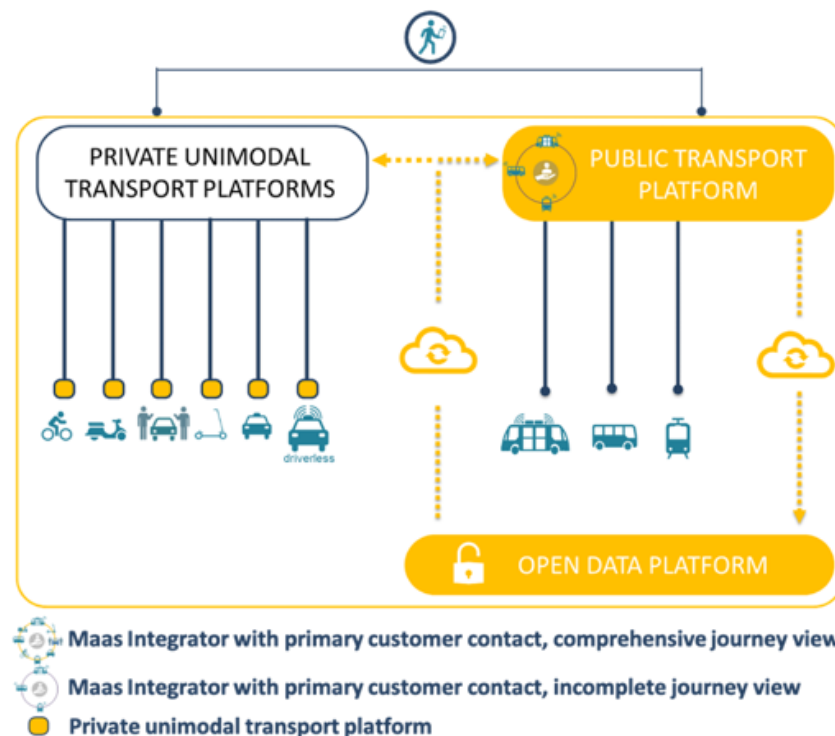 PRIVATE UNIMODAL
TRANSPORT PLATFORMS
PUBLIC TRANSPORT
PLATFORM
driverless
OPEN DATA PLATFORM
Maas Integrator with primary customer contact, comprehensive journey view
Maas Integrator with primary customer contact, incomplete journey view
Private unimodal transport platform